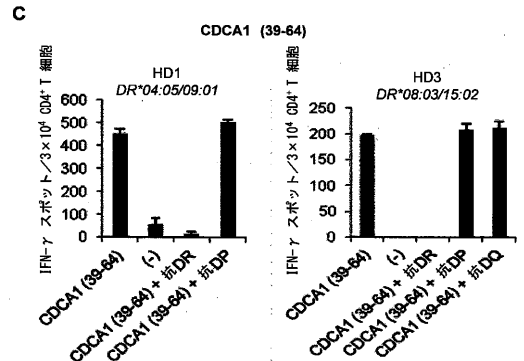 C
CDCA1 (39-64)
HD1
DR*04:05/09:01
IFN-γ スポット/3×10⁴ CD4⁺ T 細胞
600
500
400
300
200
100
0
CDCA1 (39-64)
(-)
CDCA1 (39-64) + 抗DR
CDCA1 (39-64) + 抗DP
HD3
DR*08:03/15:02
IFN-γ スポット/3×10⁴ CD4⁺ T 細胞
250
200
150
100
50
0
CDCA1 (39-64)
(-)
CDCA1 (39-64) + 抗DR
CDCA1 (39-64) + 抗DP
CDCA1 (39-64) + 抗DQ